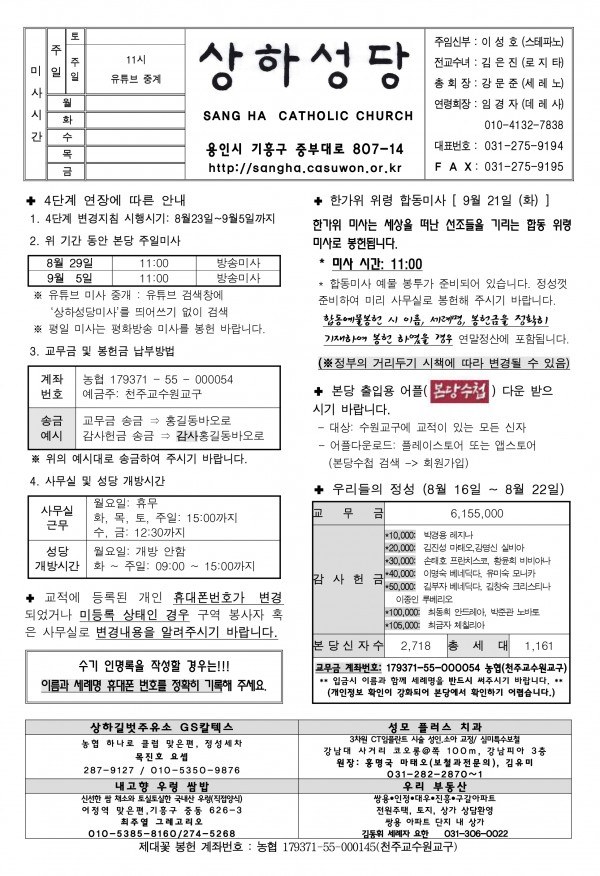 미 사 시 간
주 일
토
주 일
11시
유튜브 중계
월
화
수
목
금
상하성당
SANG HA CATHOLIC CHURCH
용인시 기흥구 중부대로 807-14
http://sangha.casuwon.or.kr
주임신부 : 이 성 호 (스테파노)
전교수녀 : 김 은 진 (로 지 타)
총 회 장 : 강 문 준 (세 레 노)
연령회장 : 임 경 자 (데 레 사)
010-4132-7838
대표번호 : 031-275-9194
F A X : 031-275-9195
✚ 4단계 연장에 따른 안내
1. 4단계 변경지침 시행시기: 8월23일~9월5일까지
2. 위 기간 동안 본당 주일미사
8월 29일 11:00 방송미사
9월 5일 11:00 방송미사
※ 유튜브 미사 중개 : 유튜브 검색창에
'상하성당미사'를 띄어쓰기 없이 검색
※ 평일 미사는 평화방송 미사를 봉헌 바랍니다.
3. 교무금 및 봉헌금 납부방법
계좌 번호
농협 179371 - 55 - 000054
예금주: 천주교수원교구
송금 예시
교무금 송금 ⇒ 홍길동바오로
감사헌금 송금 ⇒ 감사홍길동바오로
※ 위의 예시대로 송금하여 주시기 바랍니다.
4. 사무실 및 성당 개방시간
사무실 근무
월요일: 휴무
화, 목, 토, 주일: 15:00까지
수, 금: 12:30까지
성당 개방시간
월요일: 개방 안함
화 ~ 주일: 09:00 ~ 15:00까지
✚ 교적에 등록된 개인 휴대폰번호가 변경
되었거나 미등록 상태인 경우 구역 봉사자 혹
은 사무실로 변경내용을 알려주시기 바랍니다.
수기 인명록을 작성할 경우는!!!
이름과 세례명 휴대폰 번호를 정확히 기록해 주세요.
✚ 한가위 위령 합동미사 [ 9월 21일 (화) ]
한가위 미사는 세상을 떠난 선조들을 기리는 합동 위령
미사로 봉헌됩니다.
* 미사 시간: 11:00
* 합동미사 예물 봉투가 준비되어 있습니다. 정성껏
준비하여 미리 사무실로 봉헌해 주시기 바랍니다.
합동예물봉헌 시 이름, 세례명, 봉헌금을 정확히
기재하여 봉헌 하였을 경우 연말정산에 포함됩니다.
(※정부의 거리두기 시책에 따라 변경될 수 있음)
✚ 본당 출입용 어플( 본당수첩 ) 다운 받으
시기 바랍니다.
- 대상: 수원교구에 교적이 있는 모든 신자
- 어플다운로드: 플레이스토어 또는 앱스토어
(본당수첩 검색 -> 회원가입)
✚ 우리들의 정성 (8월 16일 ~ 8월 22일)
교 무 금 6,155,000
감 사 헌 금
*10,000: 박경용 레지나
*20,000: 김진성 마태오,강영신 실비아
*30,000: 손태호 프란치스코, 황윤희 비비아나
*40,000: 이명숙 베네딕다, 유미숙 모니카
*50,000: 김부자 베네딕다, 김창숙 크리스티나
이종인 루베리오
*100,000: 최동희 안드레아, 박준관 노바토
*105,000: 최금자 체칠리아
본 당 신 자 수 2,718 총 세 대 1,161
교무금 계좌번호: 179371-55-000054 농협(천주교수원교구)
** 입금시 이름과 함께 세례명을 반드시 써주시기 바랍니다. **
(개인정보 확인이 강화되어 본당에서 확인하기 어렵습니다.)
상하길벗주유소 GS칼텍스
농협 하나로 클럽 맞은편, 정성세차
목진호 요셉
287-9127 / 010-5350-9876
성모 플러스 치과
3차원 CT임플란트 시술 성인,소아 교정/ 심미특수보철
강남대 사거리 코오롱@쪽 100m, 강남피아 3층
원장: 홍명국 마태오(보철과전문의), 김유미
031-282-2870~1
내고향 우렁 쌈밥
신선한 쌈 채소와 토실토실한 국내산 우렁(직접양식)
어정역 맞은편,기흥구 중동 626-3
최주열 그레고리오
010-5385-8160/274-5268
우리 부동산
쌍용●인정●대우●진흥●구갈아파트
전원주택, 토지, 상가 상담환영
쌍용 아파트 단지 내 상가
김동휘 세례자 요한 031-306-0022
제대꽃 봉헌 계좌번호 : 농협 179371-55-000145(천주교수원교구)